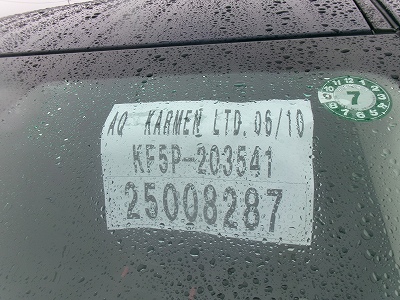 AQ KARMEN LTD. 06/10
KF5P-203541
25008287
7